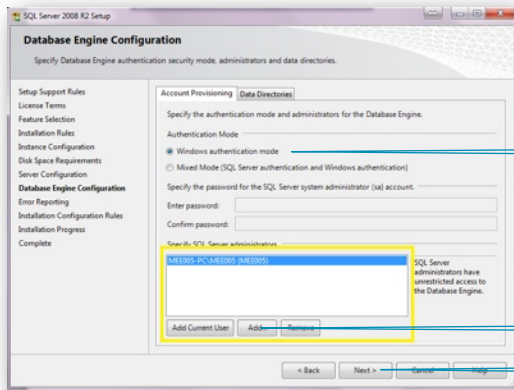 SQL Server 2008 R2 Setup
Database Engine Configuration
Specify Database Engine authentication security mode, administrators and data directories.
Setup Support Rules
License Terms
Feature Selection
Installation Rules
Instance Configuration
Disk Space Requirements
Server Configuration
Database Engine Configuration
Error Reporting
Installation Configuration Rules
Installation Progress
Complete
Account Provisioning
Data Directories
Specify the authentication mode and administrators for the Database Engine.
Authentication Mode
Windows authentication mode
Mixed Mode (SQL Server authentication and Windows authentication)
Specify the password for the SQL Server system administrator (sa) account.
Enter password:
Confirm password:
Specify SQL Server administrators
MEE005-PC\MEE005 (MEE005)
SQL Server
administrators have
unrestricted access to
the Database Engine.
Add Current User
Add...
Remove
< Back
Next >
Cancel
Help